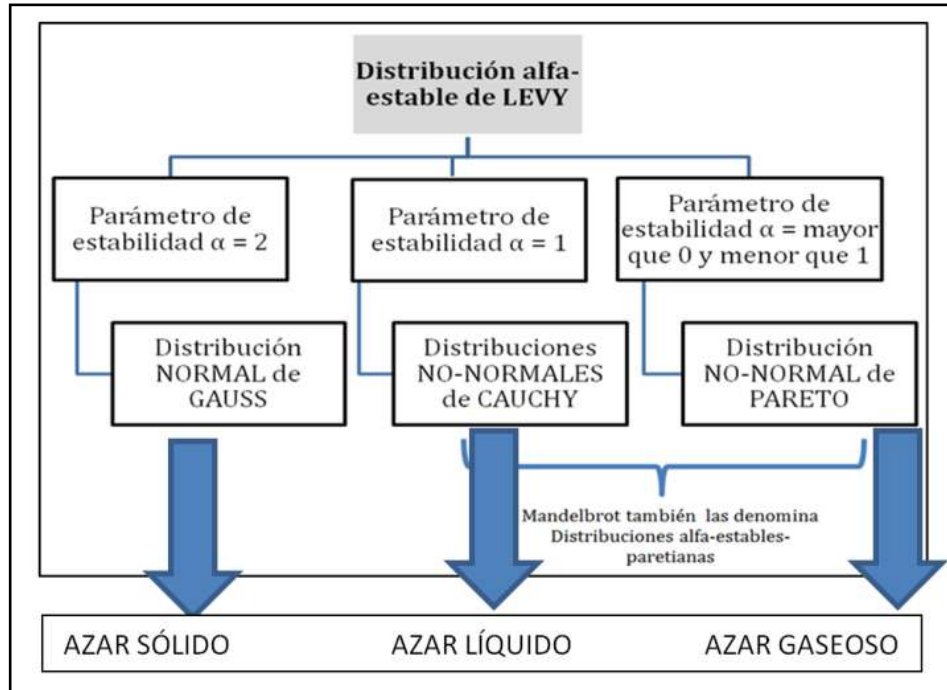 Distribución alfa-
estable de LEVY
Parámetro de
estabilidad α = 2
Parámetro de
estabilidad α = 1
Parámetro de
estabilidad α = mayor
que 0 y menor que 1
Distribución
NORMAL de
GAUSS
Distribuciones
NO-NORMALES
de CAUCHY
Distribución
NO-NORMAL de
PARETO
Mandelbrot también las denomina
Distribuciones alfa-estables-
paretianas
AZAR SÓLIDO
AZAR LÍQUIDO
AZAR GASEOSO